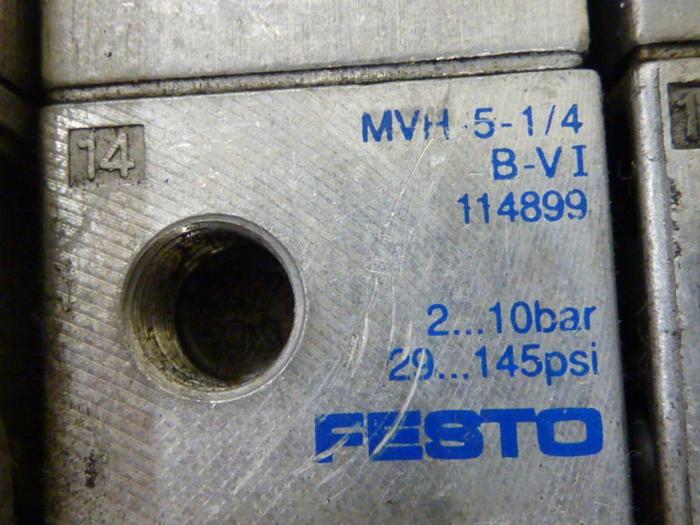 14
MVH 5-1/4
B-VI
114899
2...10bar
29...145psi
FESTO